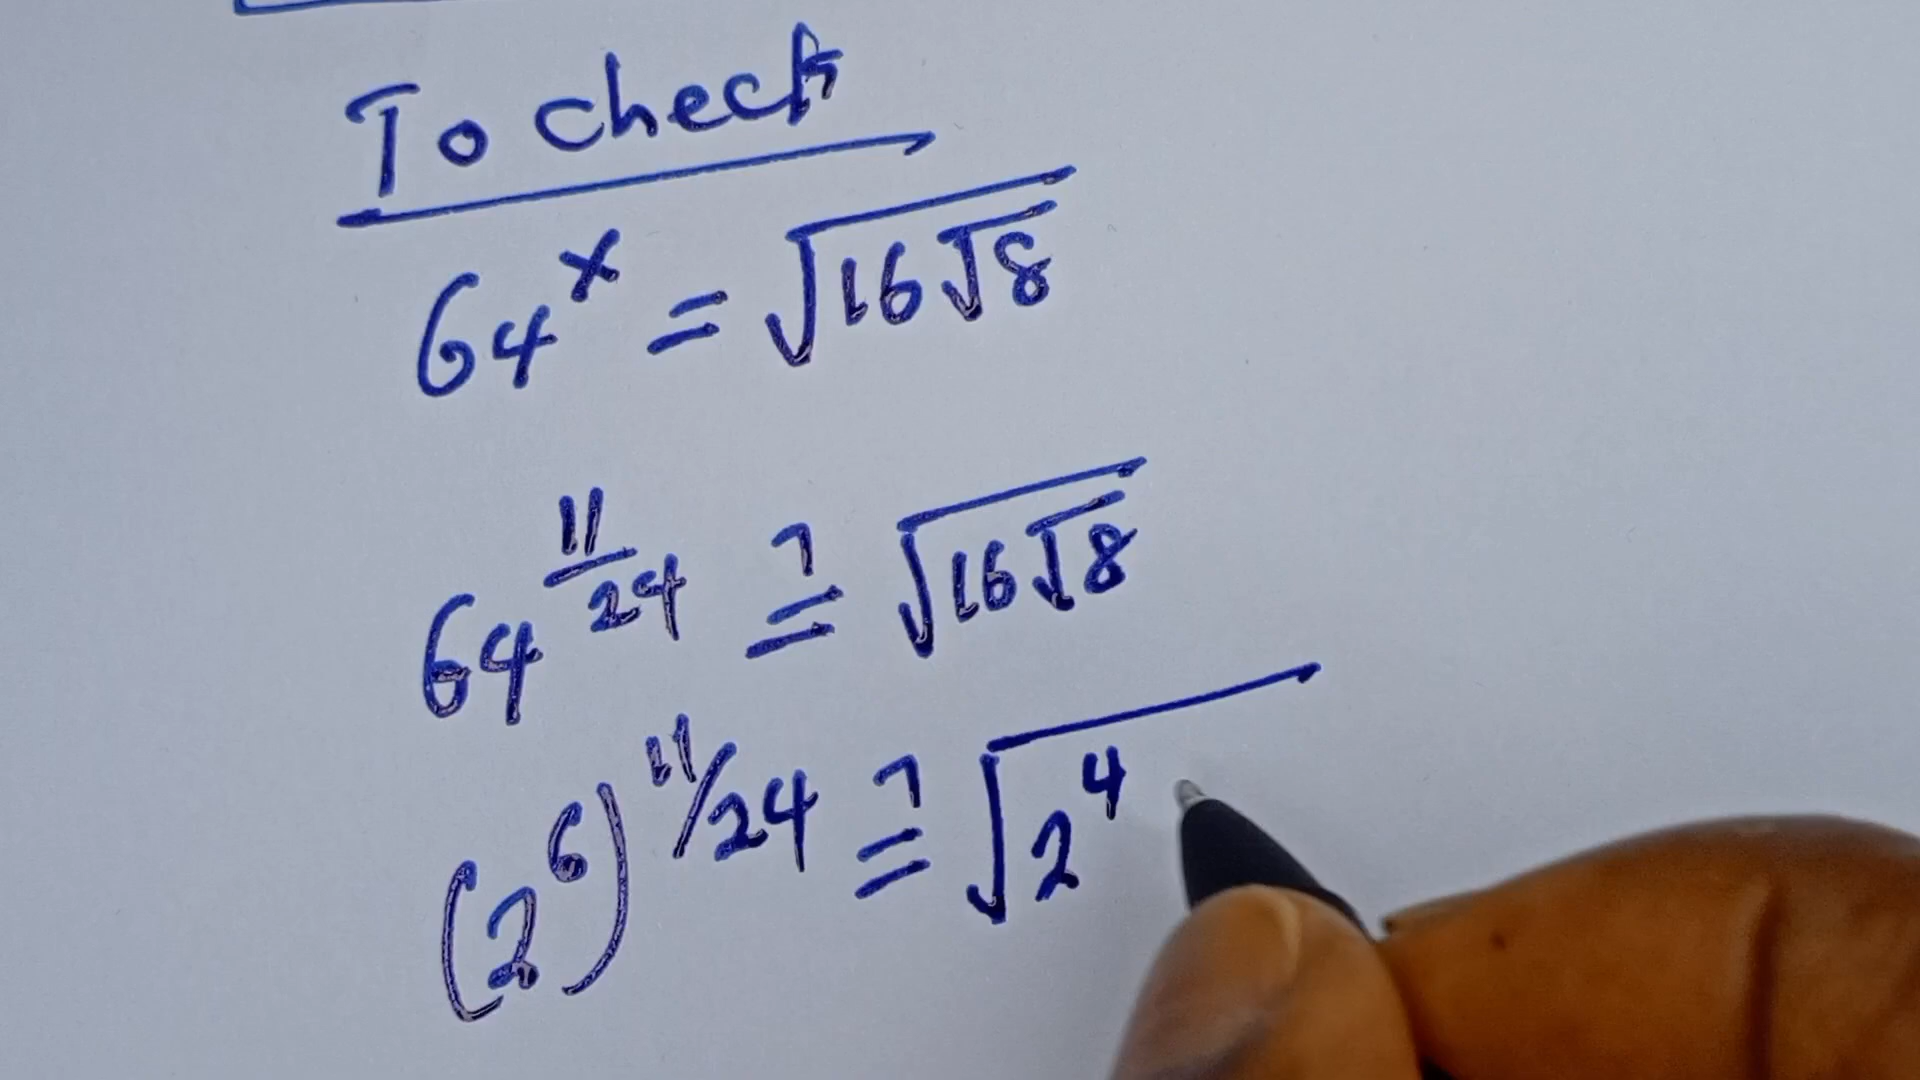 To check
64^x = √(16√8)
64^(11/24) ≟ √(16√8)
(2^6)^(11/24) ≟ √(2^4